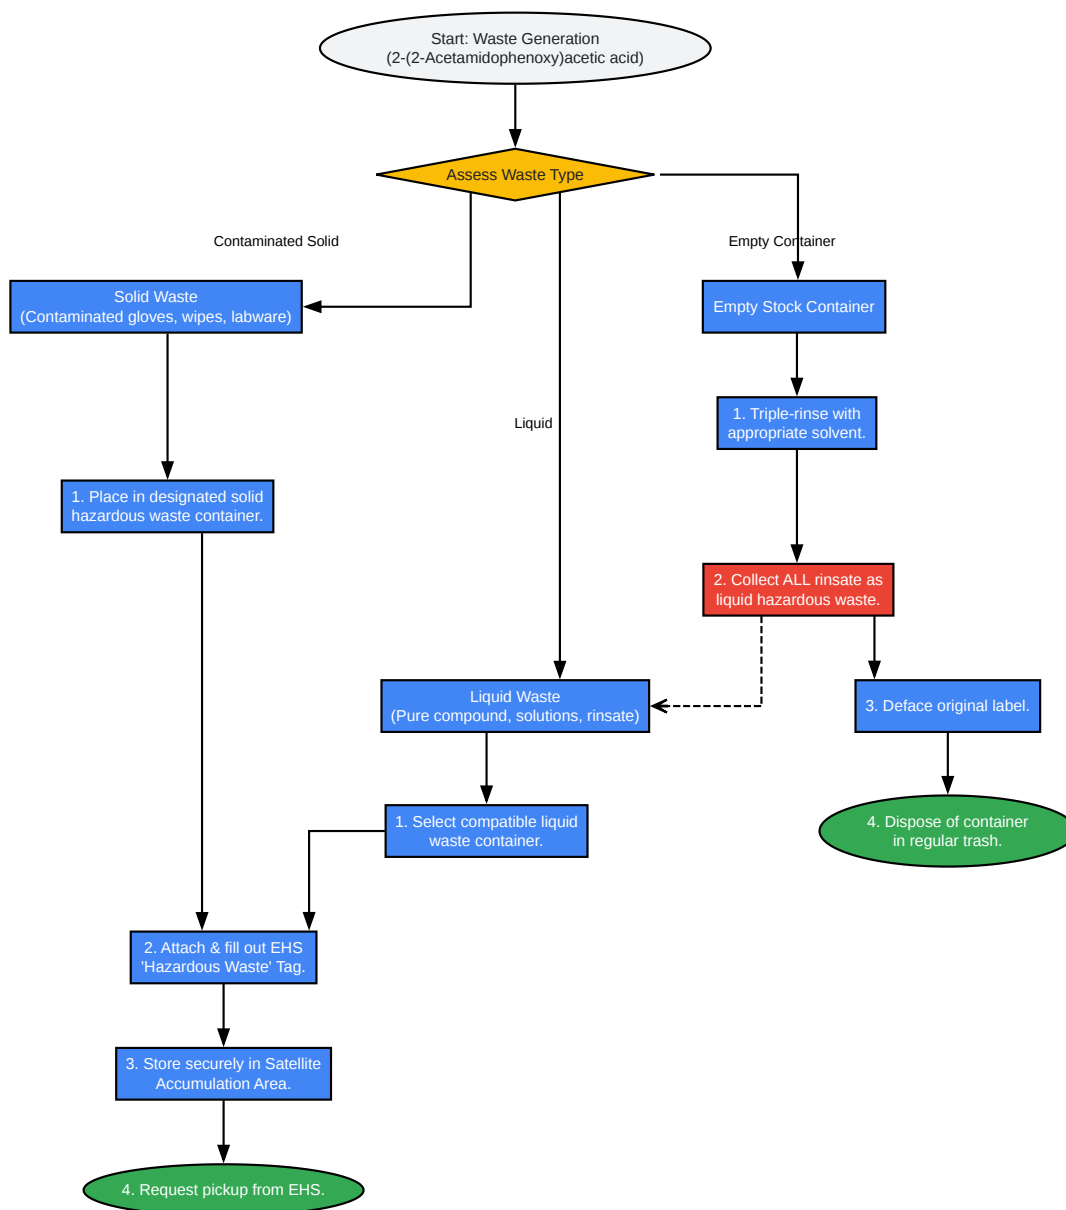 Start: Waste Generation
(2-(2-Acetamidophenoxy)acetic acid)
Assess Waste Type
Contaminated Solid
Empty Container
Solid Waste
(Contaminated gloves, wipes, labware)
Empty Stock Container
1. Triple-rinse with
appropriate solvent.
Liquid
1. Place in designated solid
hazardous waste container.
2. Collect ALL rinsate as
liquid hazardous waste.
Liquid Waste
(Pure compound, solutions, rinsate)
3. Deface original label.
1. Select compatible liquid
waste container.
4. Dispose of container
in regular trash.
2. Attach & fill out EHS
'Hazardous Waste' Tag.
3. Store securely in Satellite
Accumulation Area.
4. Request pickup from EHS.